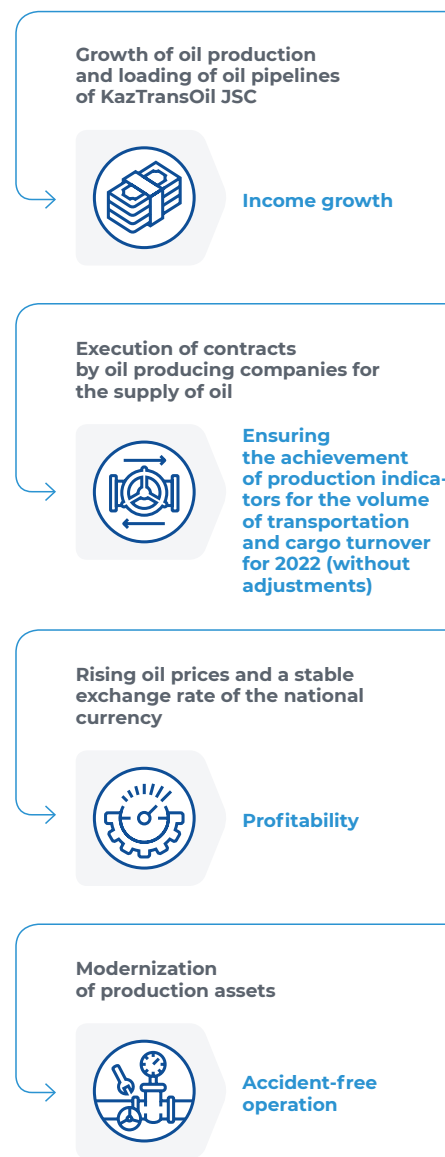 Growth of oil production
and loading of oil pipelines
of KazTransOil JSC
Income growth
Execution of contracts
by oil producing companies for
the supply of oil
Ensuring
the achievement
of production indica-
tors for the volume
of transportation
and cargo turnover
for 2022 (without
adjustments)
Rising oil prices and a stable
exchange rate of the national
currency
Profitability
Modernization
of production assets
Accident-free
operation